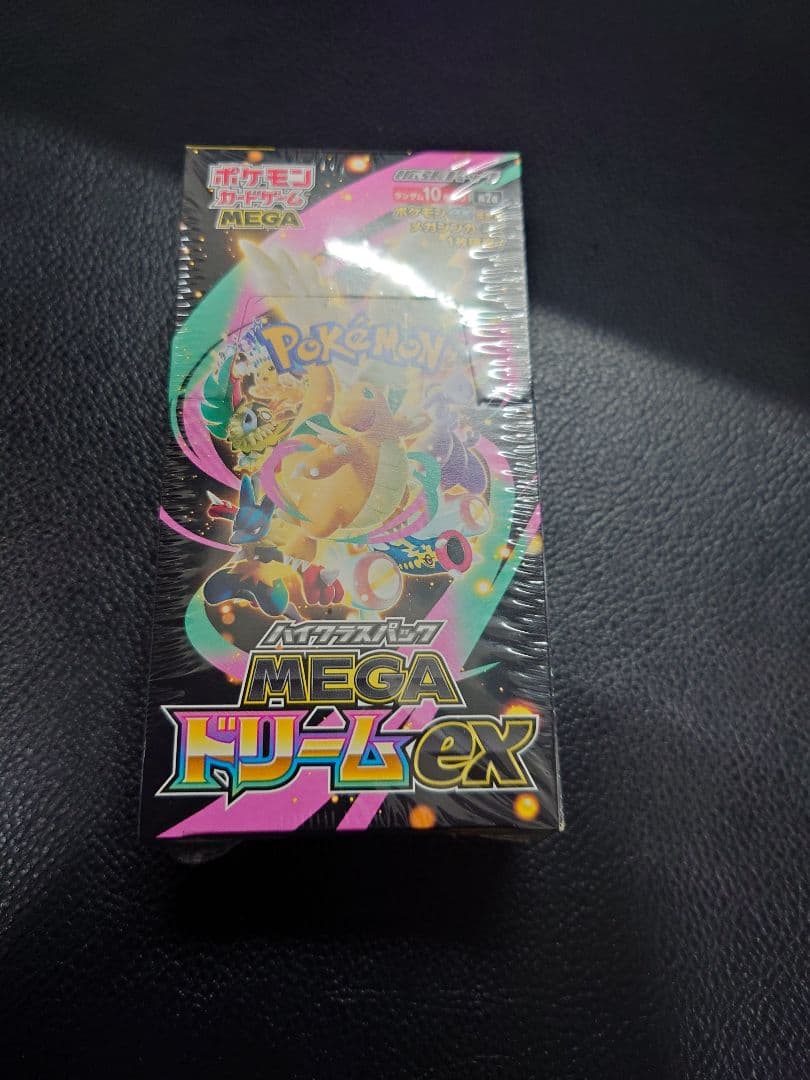 ポケモン
カードゲーム
MEGA
ランダム10
ポケモン
メガシンカ
Pokémon
ハイクラスパック
MEGA
ドリームex